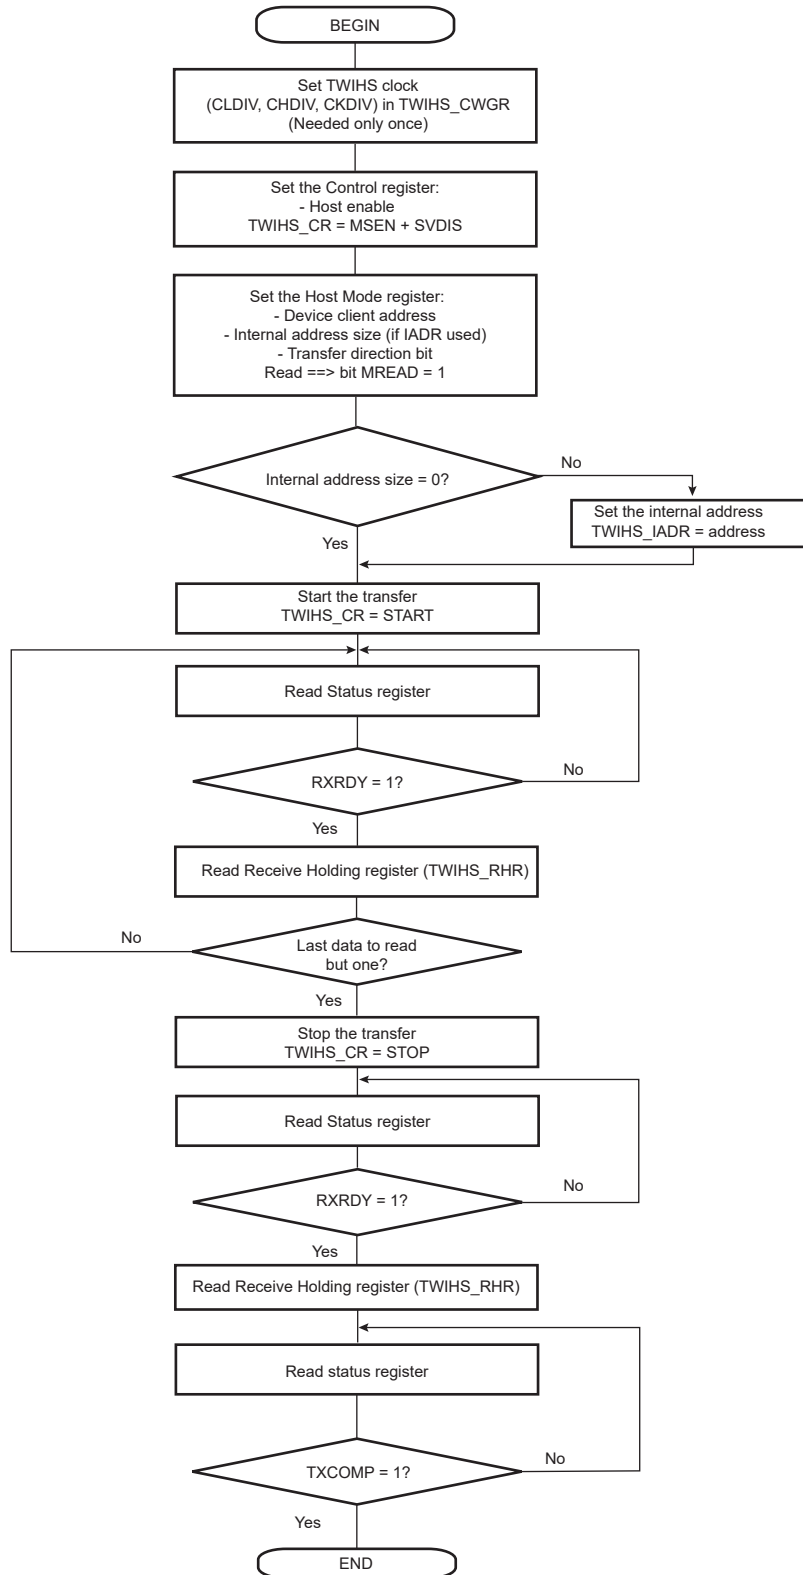 BEGIN
Set TWIHS clock
(CLDIV, CHDIV, CKDIV) in TWIHS_CWGR
(Needed only once)
Set the Control register:
- Host enable
TWIHS_CR = MSEN + SVDIS
Set the Host Mode register:
- Device client address
- Internal address size (if IADR used)
- Transfer direction bit
Read ==> bit MREAD = 1
Internal address size = 0?
No
Set the internal address
TWIHS_IADR = address
Yes
Start the transfer
TWIHS_CR = START
Read Status register
RXRDY = 1?
No
Yes
Read Receive Holding register (TWIHS_RHR)
Last data to read
but one?
No
Yes
Stop the transfer
TWIHS_CR = STOP
Read Status register
RXRDY = 1?
No
Yes
Read Receive Holding register (TWIHS_RHR)
Read status register
TXCOMP = 1?
No
Yes
END